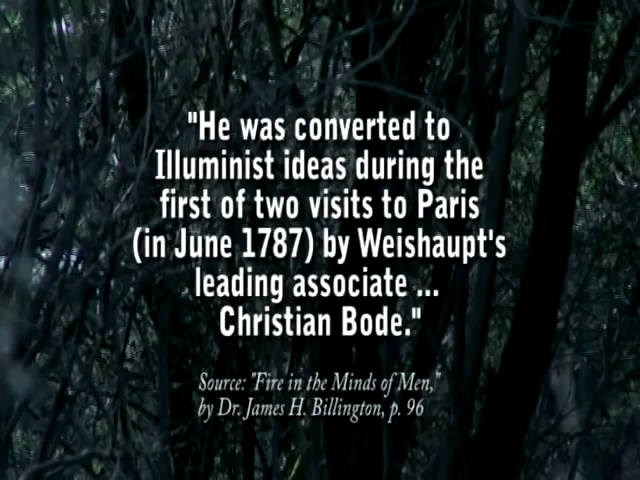 "He was converted to
Illuminist ideas during the
first of two visits to Paris
(in June 1787) by Weishaupt's
leading associate ...
Christian Bode."
Source: "Fire in the Minds of Men,"
by Dr. James H. Billington, p. 96